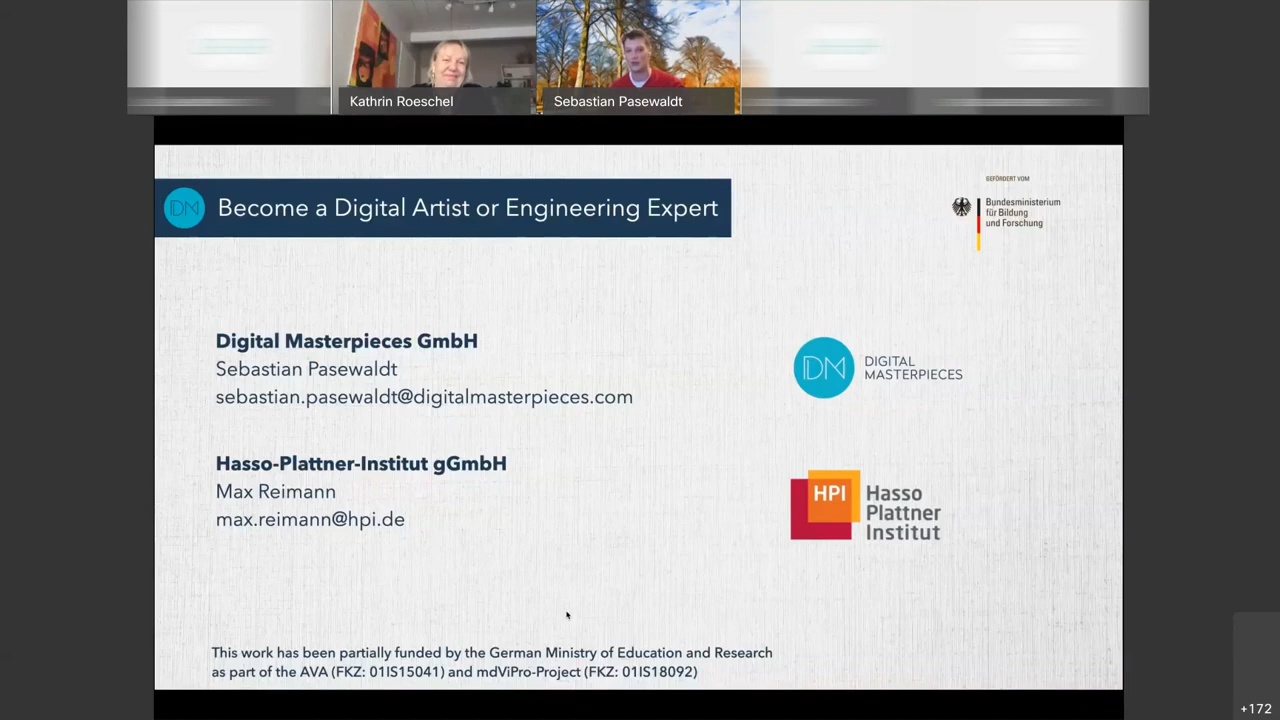 Kathrin Roeschel
Sebastian Pasewaldt
DM
Become a Digital Artist or Engineering Expert
GEFÖRDERT VOM
Bundesministerium
für Bildung
und Forschung
Digital Masterpieces GmbH
Sebastian Pasewaldt
sebastian.pasewaldt@digitalmasterpieces.com
DM
DIGITAL
MASTERPIECES
Hasso-Plattner-Institut gGmbH
Max Reimann
max.reimann@hpi.de
HPI
Hasso
Plattner
Institut
This work has been partially funded by the German Ministry of Education and Research
as part of the AVA (FKZ: 01IS15041) and mdViPro-Project (FKZ: 01IS18092)
+172